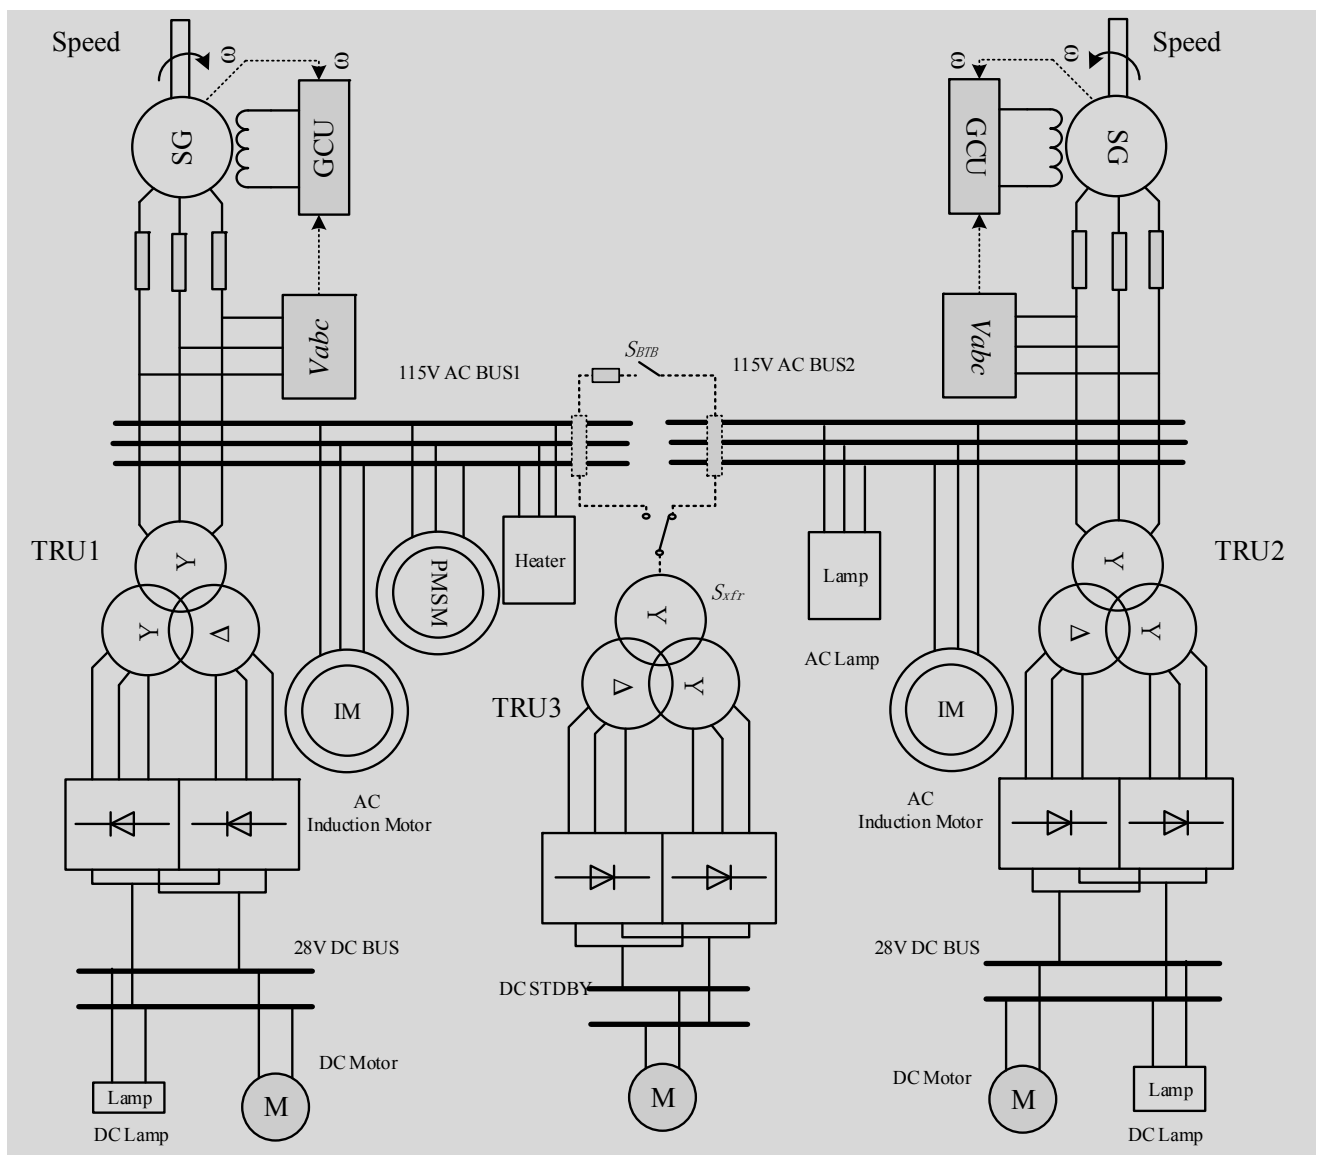 Speed
ω
ω
SG
GCU
Vabc
ω
ω
Speed
GCU
SG
Vabc
115V AC BUS1
S_BTB
115V AC BUS2
TRU1
Y
Y
Δ
PMSM
Heater
IM
AC
Induction Motor
S_xfr
Y
Δ
Y
TRU3
Lamp
AC Lamp
IM
AC
Induction Motor
TRU2
Y
Δ
Y
28V DC BUS
Lamp
DC Lamp
DC Motor
M
DC STDBY
M
28V DC BUS
DC Motor
M
Lamp
DC Lamp